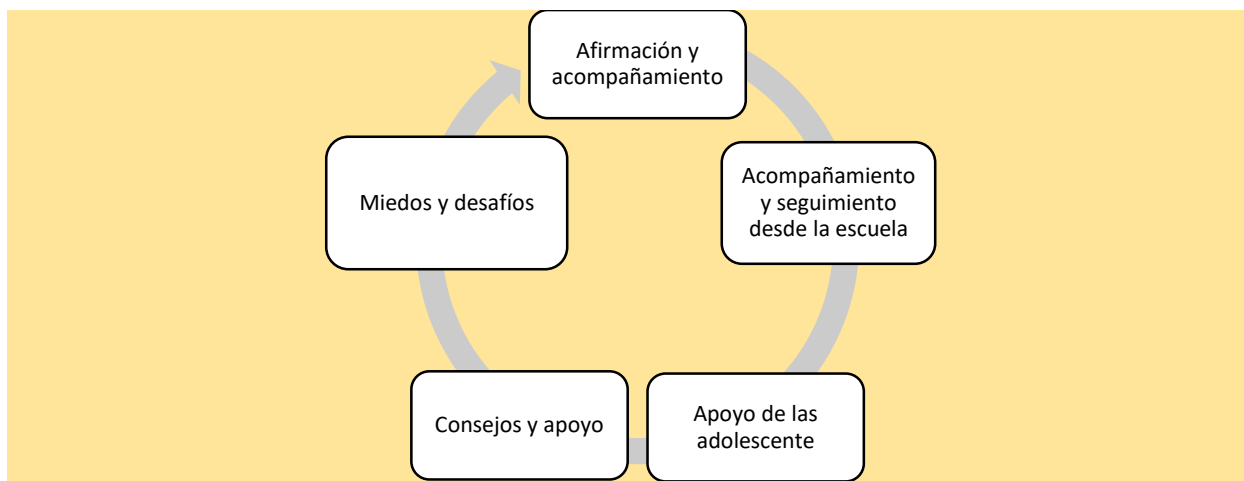 Afirmación y
acompañamiento
Acompañamiento
y seguimiento
desde la escuela
Apoyo de las
adolescente
Consejos y apoyo
Miedos y desafíos